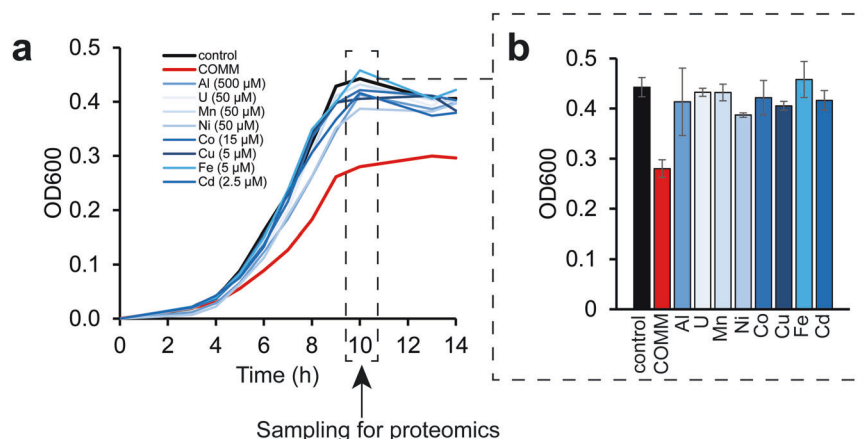 a
0.5
0.4
0.3
0.2
0.1
0.0
OD600
control
COMM
Al (500 μM)
U (50 μM)
Mn (50 μM)
Ni (50 μM)
Co (15 μM)
Cu (5 μM)
Fe (5 μM)
Cd (2.5 μM)
0 2 4 6 8 10 12 14
Time (h)
Sampling for proteomics
b
0.5
0.4
0.3
0.2
0.1
0
OD600
control
COMM
Al
U
Mn
Ni
Co
Cu
Fe
Cd